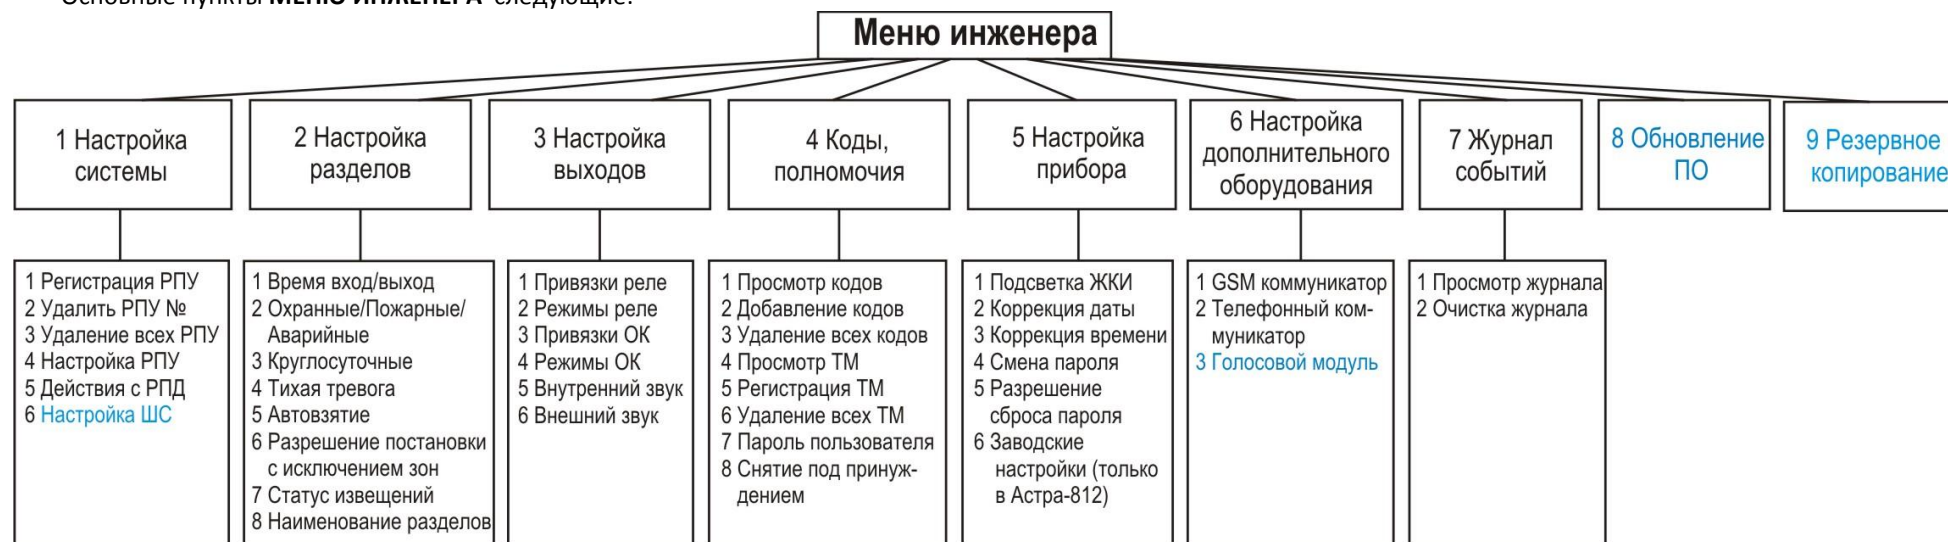 Основные пункты МЕНЮ ИНЖЕНЕРА следующие:
Меню инженера
1 Настройка
системы
2 Настройка
разделов
3 Настройка
выходов
4 Коды,
полномочия
5 Настройка
прибора
6 Настройка
дополнительного
оборудования
7 Журнал
событий
8 Обновление
ПО
9 Резервное
копирование
1 Регистрация РПУ
2 Удалить РПУ №
3 Удаление всех РПУ
4 Настройка РПУ
5 Действия с РПД
6 Настройка ШС
1 Время вход/выход
2 Охранные/Пожарные/
Аварийные
3 Круглосуточные
4 Тихая тревога
5 Автовзятие
6 Разрешение постановки
с исключением зон
7 Статус извещений
8 Наименование разделов
1 Привязки реле
2 Режимы реле
3 Привязки ОК
4 Режимы ОК
5 Внутренний звук
6 Внешний звук
1 Просмотр кодов
2 Добавление кодов
3 Удаление всех кодов
4 Просмотр ТМ
5 Регистрация ТМ
6 Удаление всех ТМ
7 Пароль пользователя
8 Снятие под принуж-
дением
1 Подсветка ЖКИ
2 Коррекция даты
3 Коррекция времени
4 Смена пароля
5 Разрешение
сброса пароля
6 Заводские
настройки (только
в Астра-812)
1 GSM коммуникатор
2 Телефонный ком-
муникатор
3 Голосовой модуль
1 Просмотр журнала
2 Очистка журнала